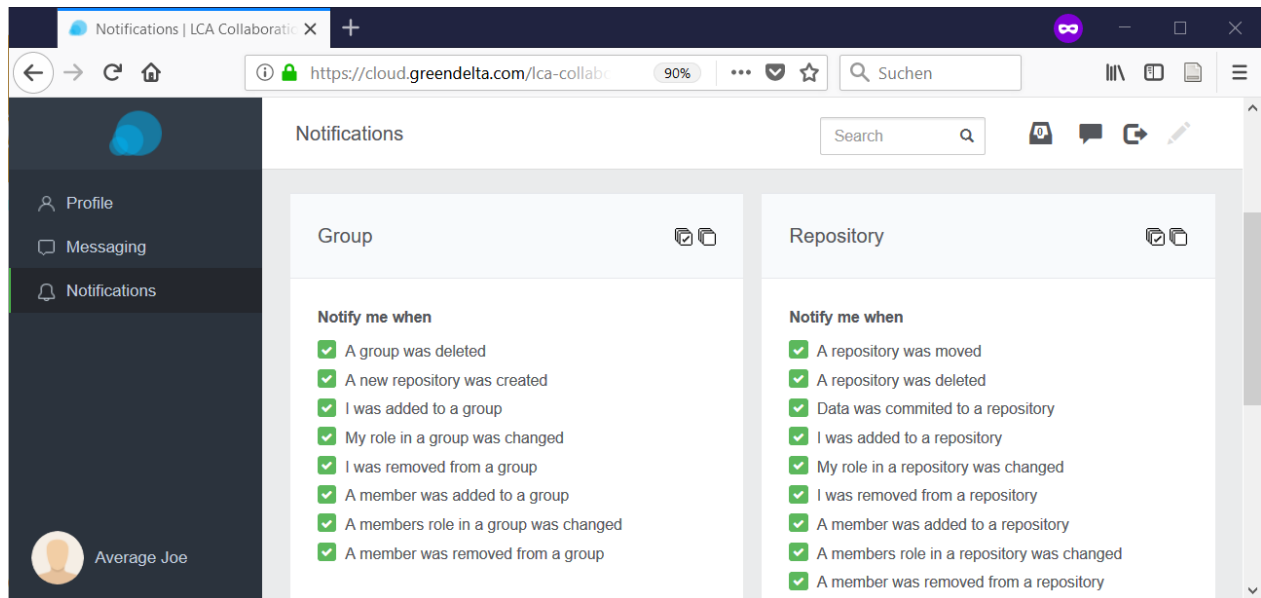 Notifications | LCA Collaboratic
https://cloud.greendelta.com/lca-collabo
90%
Suchen
Notifications
Search
0
Profile
Messaging
Notifications
Average Joe
Group
Notify me when
A group was deleted
A new repository was created
I was added to a group
My role in a group was changed
I was removed from a group
A member was added to a group
A members role in a group was changed
A member was removed from a group
Repository
Notify me when
A repository was moved
A repository was deleted
Data was commited to a repository
I was added to a repository
My role in a repository was changed
I was removed from a repository
A member was added to a repository
A members role in a repository was changed
A member was removed from a repository